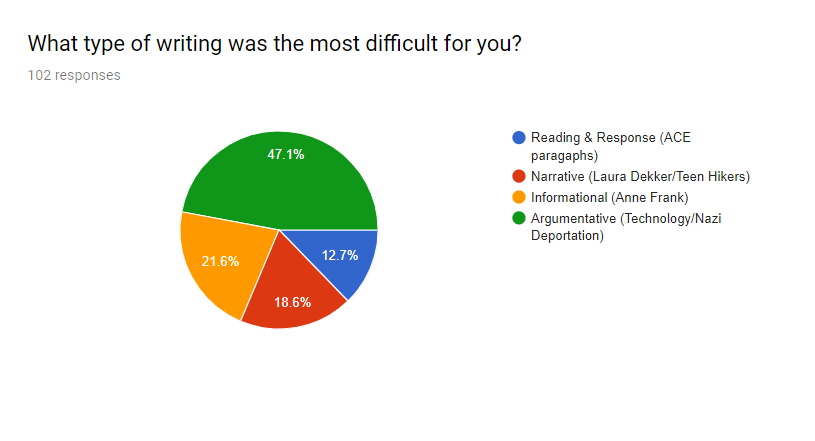 What type of writing was the most difficult for you?
102 responses
47.1%
12.7%
21.6%
18.6%
Reading & Response (ACE
paragaphs)
Narrative (Laura Dekker/Teen Hikers)
Informational (Anne Frank)
Argumentative (Technology/Nazi
Deportation)